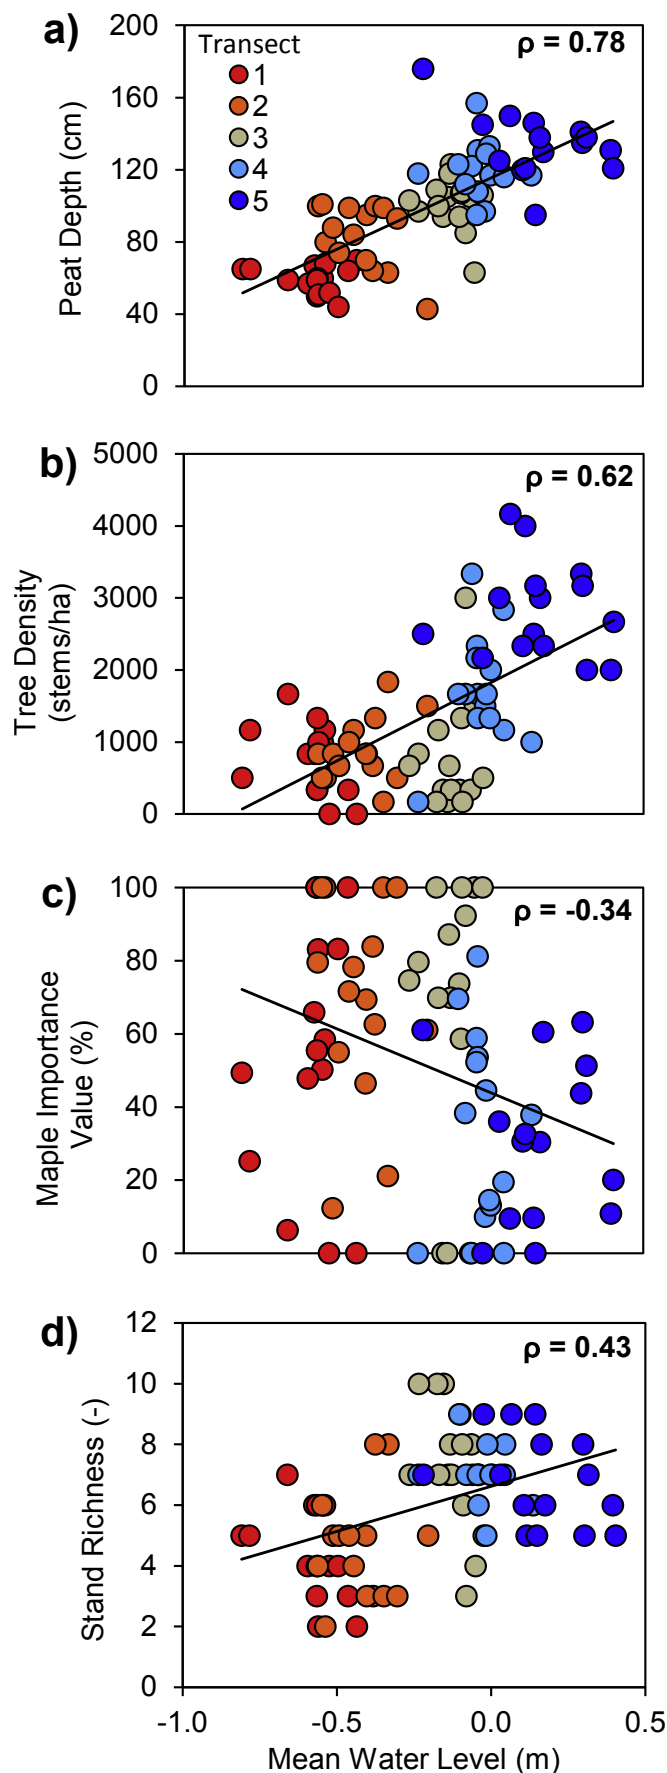 a)
Transect
1
2
3
4
5
ρ = 0.78
200
160
120
80
40
0
Peat Depth (cm)
b)
ρ = 0.62
5000
4000
3000
2000
1000
0
Tree Density
(stems/ha)
c)
ρ = -0.34
100
80
60
40
20
0
Maple Importance
Value (%)
d)
ρ = 0.43
12
10
8
6
4
2
0
Stand Richness (-)
-1.0
-0.5
0.0
0.5
Mean Water Level (m)